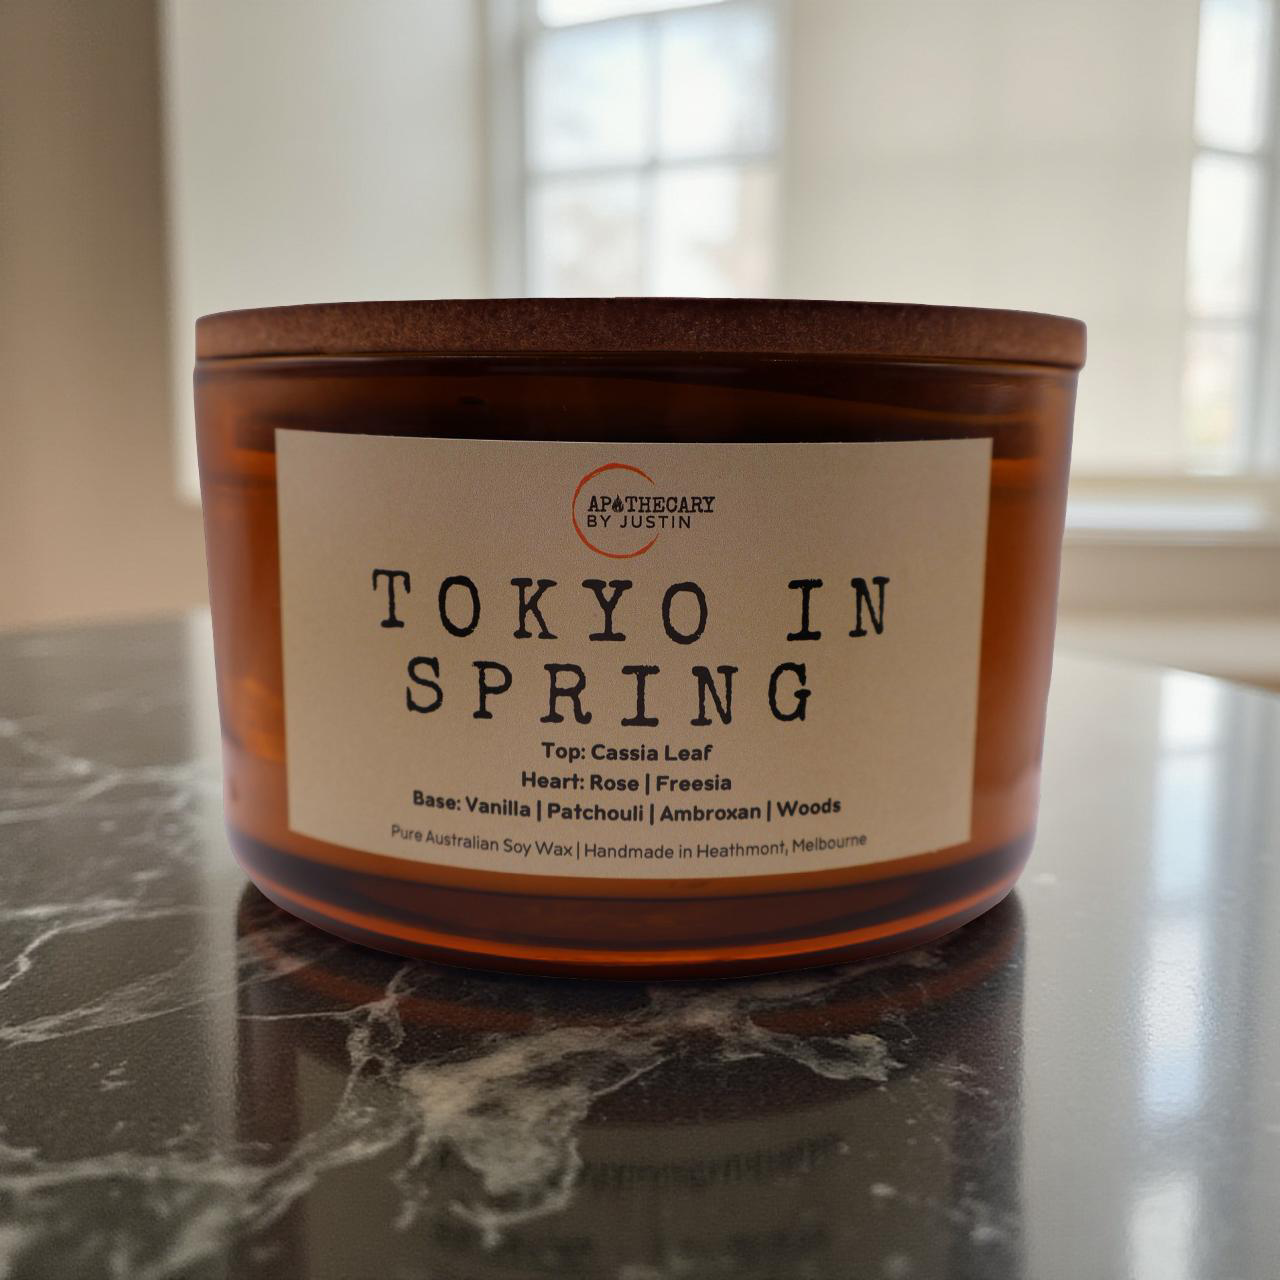 APOTHECARY
BY JUSTIN
TOKYO IN
SPRING
Top: Cassia Leaf
Heart: Rose | Freesia
Base: Vanilla | Patchouli | Ambroxan | Woods
Pure Australian Soy Wax | Handmade in Heathmont, Melbourne